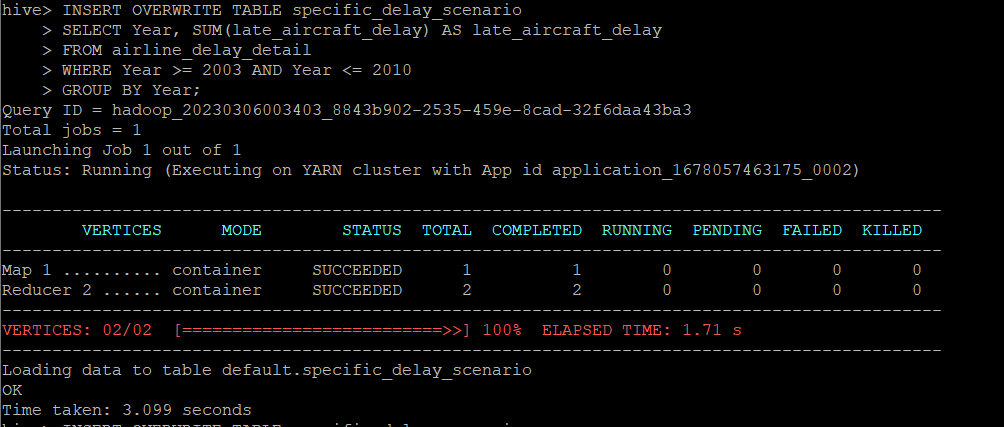 hive> INSERT OVERWRITE TABLE specific_delay_scenario
    > SELECT Year, SUM(late_aircraft_delay) AS late_aircraft_delay
    > FROM airline_delay_detail
    > WHERE Year >= 2003 AND Year <= 2010
    > GROUP BY Year;
Query ID = hadoop_20230306003403_8843b902-2535-459e-8cad-32f6daa43ba3
Total jobs = 1
Launching Job 1 out of 1
Status: Running (Executing on YARN cluster with App id application_1678057463175_0002)
----------------------------------------------------------------------------------------------
        VERTICES      MODE        STATUS  TOTAL  COMPLETED  RUNNING  PENDING  FAILED  KILLED
----------------------------------------------------------------------------------------------
Map 1 .......... container     SUCCEEDED      1          1        0        0       0       0
Reducer 2 ...... container     SUCCEEDED      2          2        0        0       0       0
----------------------------------------------------------------------------------------------
VERTICES: 02/02  [==========================>>] 100%  ELAPSED TIME: 1.71 s
----------------------------------------------------------------------------------------------
Loading data to table default.specific_delay_scenario
OK
Time taken: 3.099 seconds